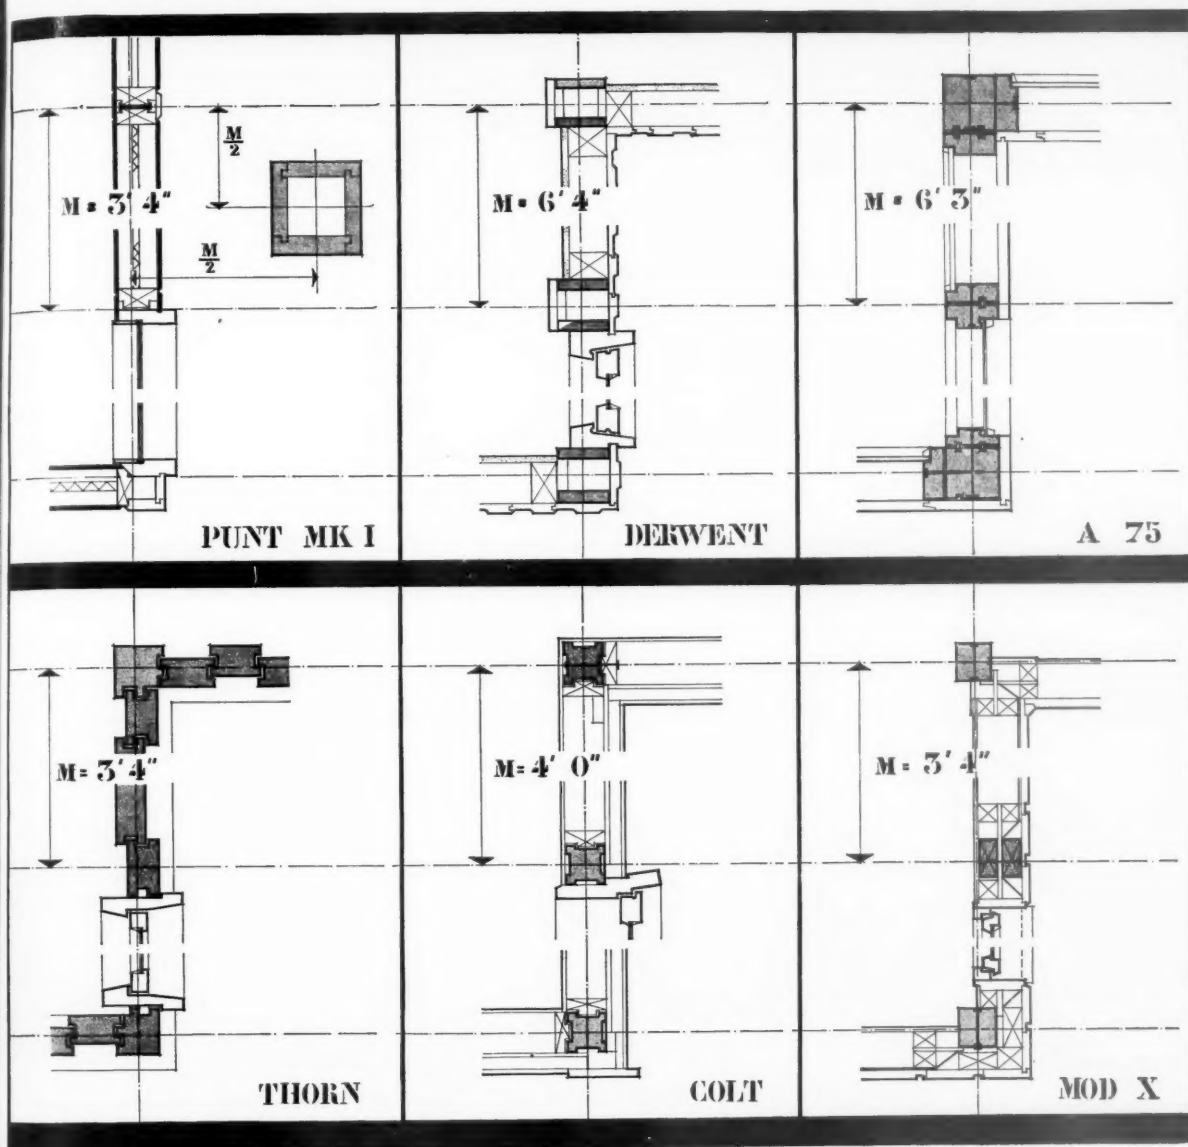 M = 3' 4"
M
2
M
2
PUNT MK I
M = 6' 4"
DERWENT
M = 6' 3"
A 75
M = 3' 4"
THORN
M = 4' 0"
COLT
M = 3' 4"
MOD X